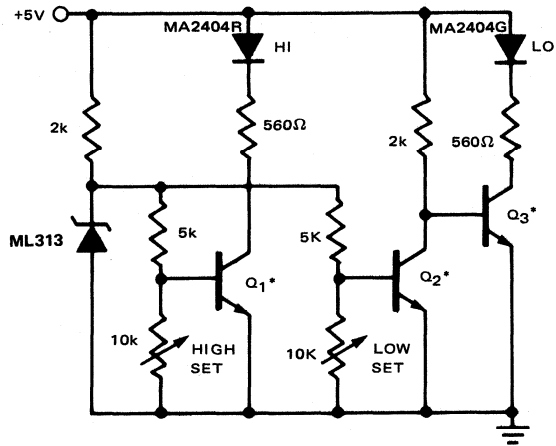 +5V
MA2404R
HI
MA2404G
LO
2k
560Ω
2k
560Ω
ML313
5k
Q1*
5K
Q2*
Q3*
10k
HIGH
SET
10K
LOW
SET